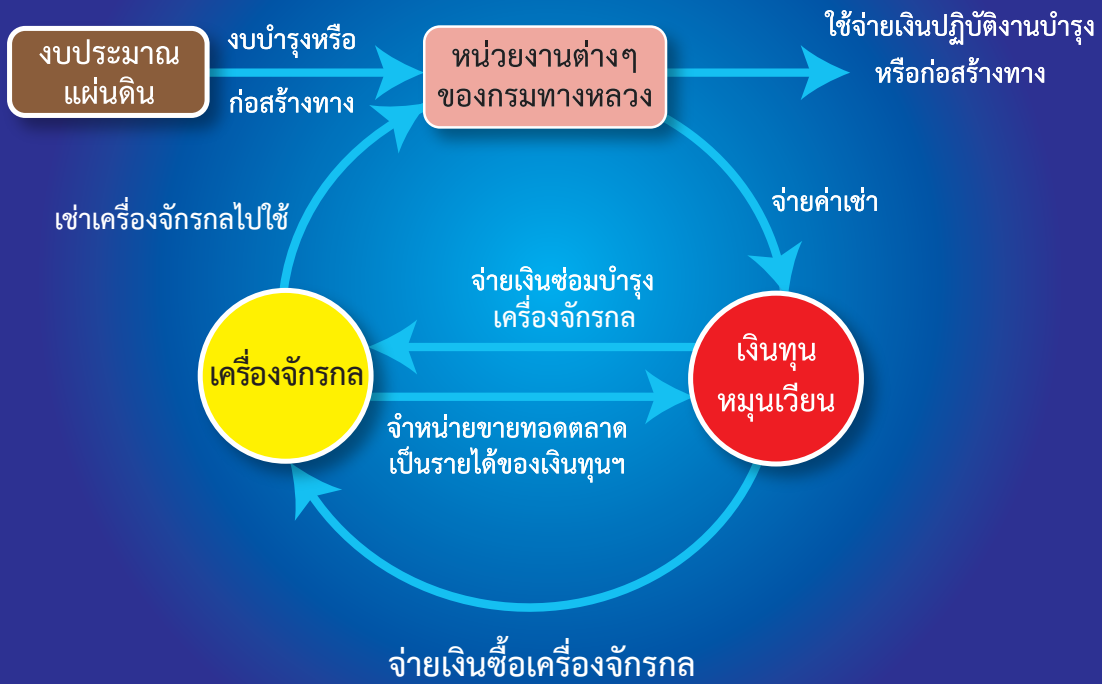 งบประมาณ
แผ่นดิน
งบบำรุงหรือ
ก่อสร้างทาง
หน่วยงานต่างๆ
ของกรมทางหลวง
ใช้จ่ายเงินปฏิบัติงานบำรุง
หรือก่อสร้างทาง
เช่าเครื่องจักรกลไปใช้
จ่ายค่าเช่า
จ่ายเงินซ่อมบำรุง
เครื่องจักรกล
เครื่องจักรกล
เงินทุน
หมุนเวียน
จำหน่ายขายทอดตลาด
เป็นรายได้ของเงินทุนฯ
จ่ายเงินซื้อเครื่องจักรกล